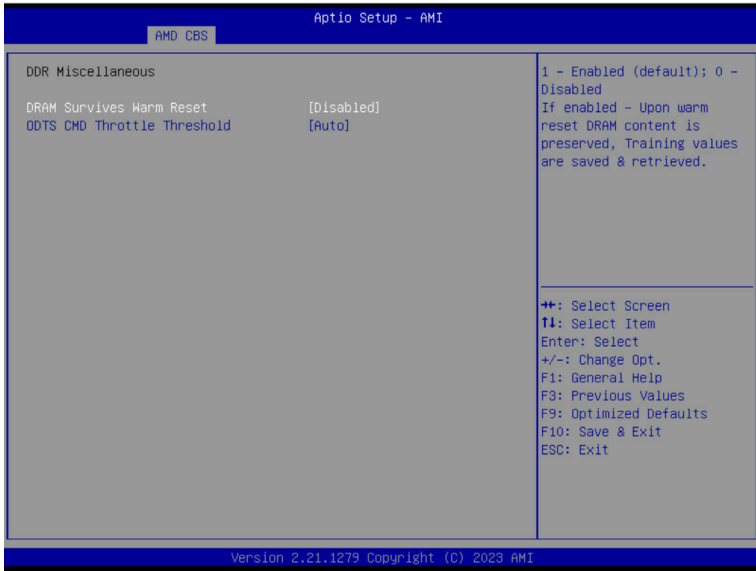 Aptio Setup - AMI
AMD CBS
DDR Miscellaneous
DRAM Survives Warm Reset [Disabled]
ODTS CMD Throttle Threshold [Auto]
1 - Enabled (default); 0 -
Disabled
If enabled - Upon warm
reset DRAM content is
preserved, Training values
are saved & retrieved.
→←: Select Screen
↑↓: Select Item
Enter: Select
+/-: Change Opt.
F1: General Help
F3: Previous Values
F9: Optimized Defaults
F10: Save & Exit
ESC: Exit
Version 2.21.1279 Copyright (C) 2023 AMI